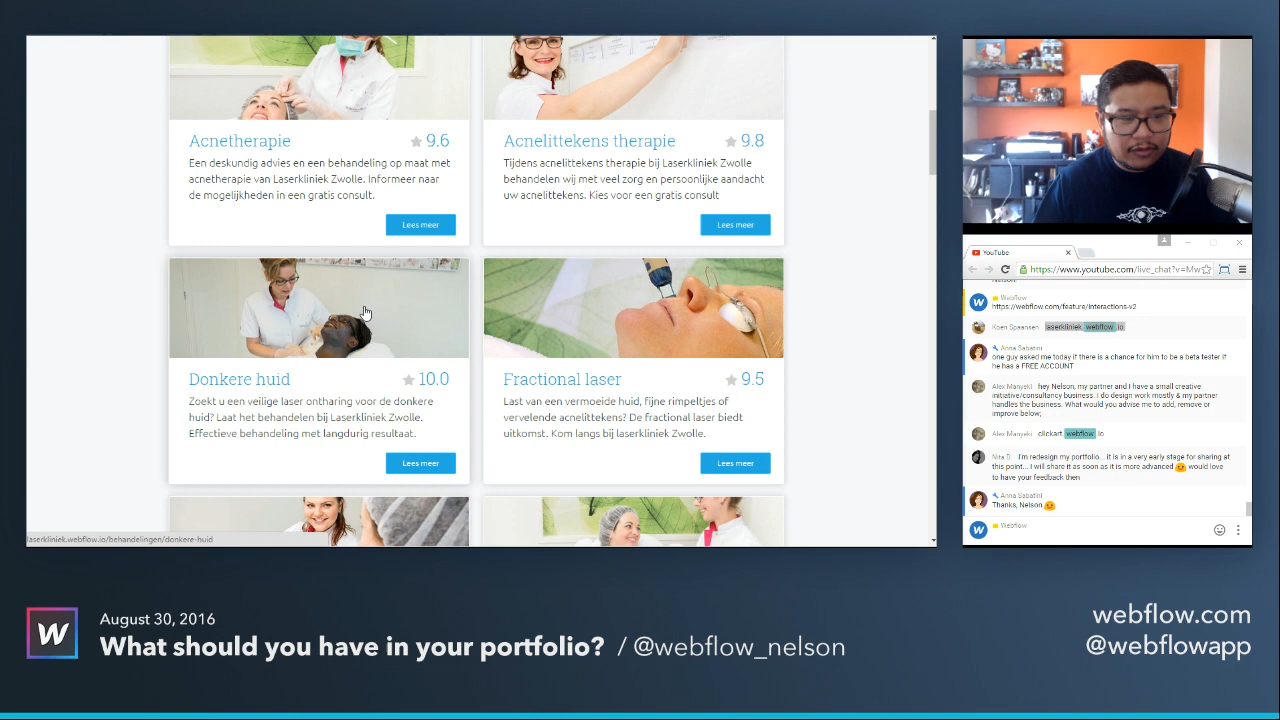 Acnetherapie
9.6
Een deskundig advies en een behandeling op maat met
acnetherapie van Laserkliniek Zwolle. Informeer naar
de mogelijkheden in een gratis consult.
Lees meer
Acnelittekens therapie
9.8
Tijdens acnelittekens therapie bij Laserkliniek Zwolle
behandelen wij met veel zorg en persoonlijke aandacht
uw acnelittekens. Kies voor een gratis consult
Lees meer
Donkere huid
10.0
Zoekt u een veilige laser ontharing voor de donkere
huid? Laat het behandelen bij Laserkliniek Zwolle.
Effectieve behandeling met langdurig resultaat.
Lees meer
Fractional laser
9.5
Last van een vermoeide huid, fijne rimpeltjes of
vervelende acnelittekens? De fractional laser biedt
uitkomst. Kom langs bij laserkliniek Zwolle.
Lees meer
laserkliniek.webflow.io/behandelingen/donkere-huid
YouTube
https://www.youtube.com/live_chat?v=Mw
Webflow
https://webflow.com/feature/interactions-v2
Koen Spaansen laserkliniek.webflow.io
Anna Sabatini
one guy asked me today if there is a chance for him to be a beta tester if
he has a FREE ACCOUNT
Alex Manyeki hey Nelson, my partner and I have a small creative
initiative/consultancy business. I do design work mostly & my partner
handles the business. What would you advise me to add, remove or
improve below;
Alex Manyeki clickart.webflow.io
Nita D I'm redesign my portfolio... it is in a very early stage for sharing at
this point... I will share it as soon as it is more advanced would love
to have your feedback then
Anna Sabatini
Thanks, Nelson
Webflow
W
August 30, 2016
What should you have in your portfolio? / @webflow_nelson
webflow.com
@webflowapp